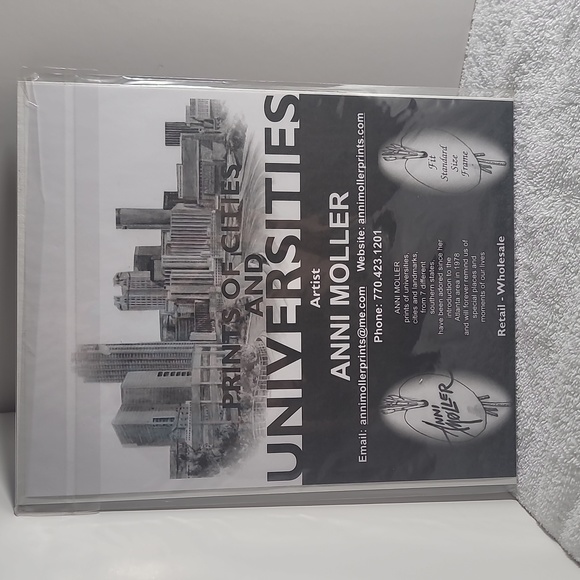 PRINTS OF CITIES
AND
UNIVERSITIES
Artist
ANNI MOLLER
Email: annimollerprints@me.com Website: annimollerprints.com
Phone: 770.423.1201
ANNI MOLLER
prints of universities,
cities and landmarks,
from 7 different
southern states,
have been adored since her
introduction to the
Atlanta area in 1978
and will forever remind us of
special places and
moments of our lives
ANNI
MOLLER
Fit
Standard
Size
Frame
Retail - Wholesale